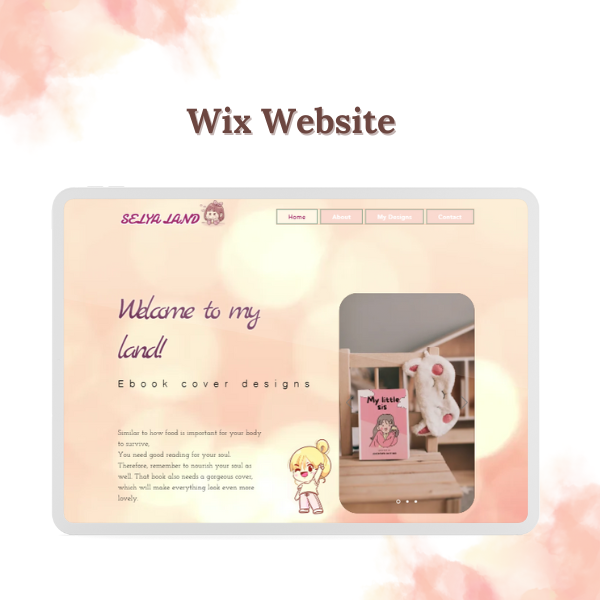 Wix Website
SELYA LAND
Home
About
My Designs
Contact
Welcome to my
land!
Ebook cover designs
Similar to how food is important for your body
to survive,
You need good reading for your soul.
Therefore, remember to nourish your soul as
well. That book also needs a gorgeous cover,
which will make everything look even more
lovely
My little
sis